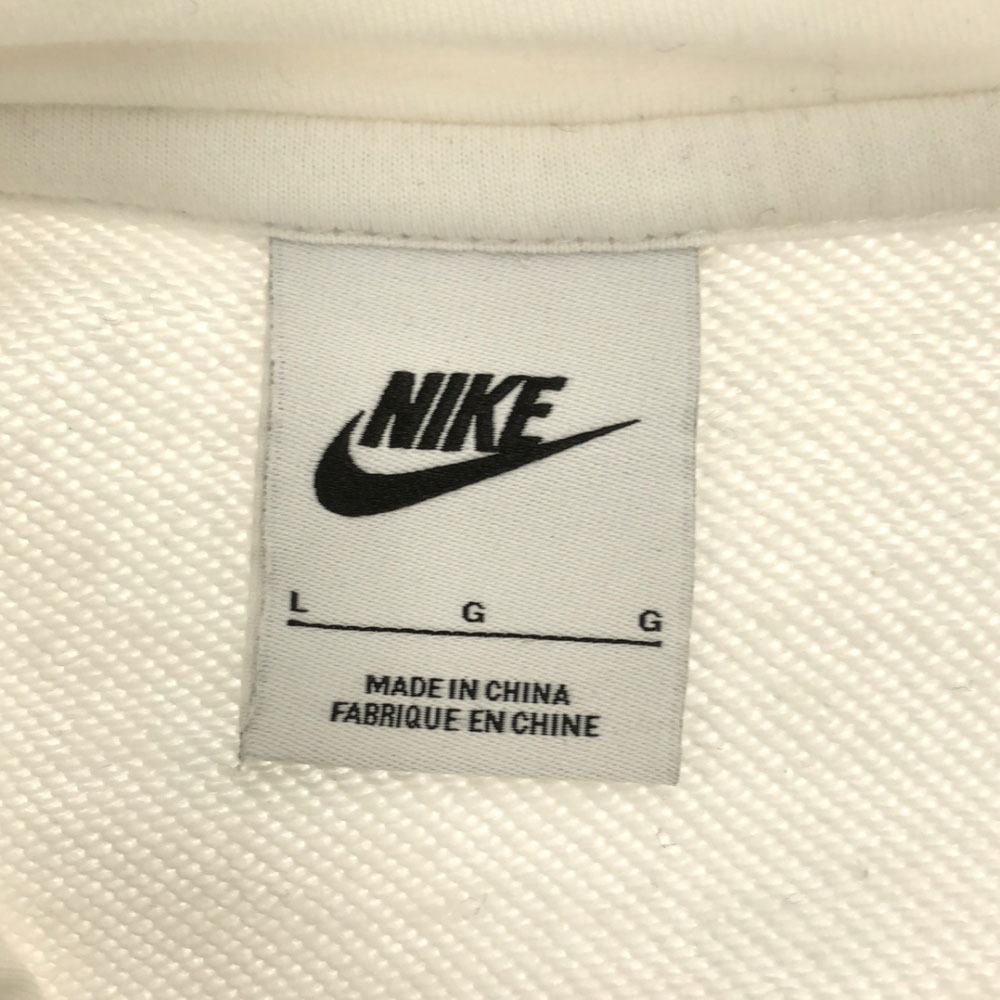 NIKE
L G G
MADE IN CHINA
FABRIQUE EN CHINE